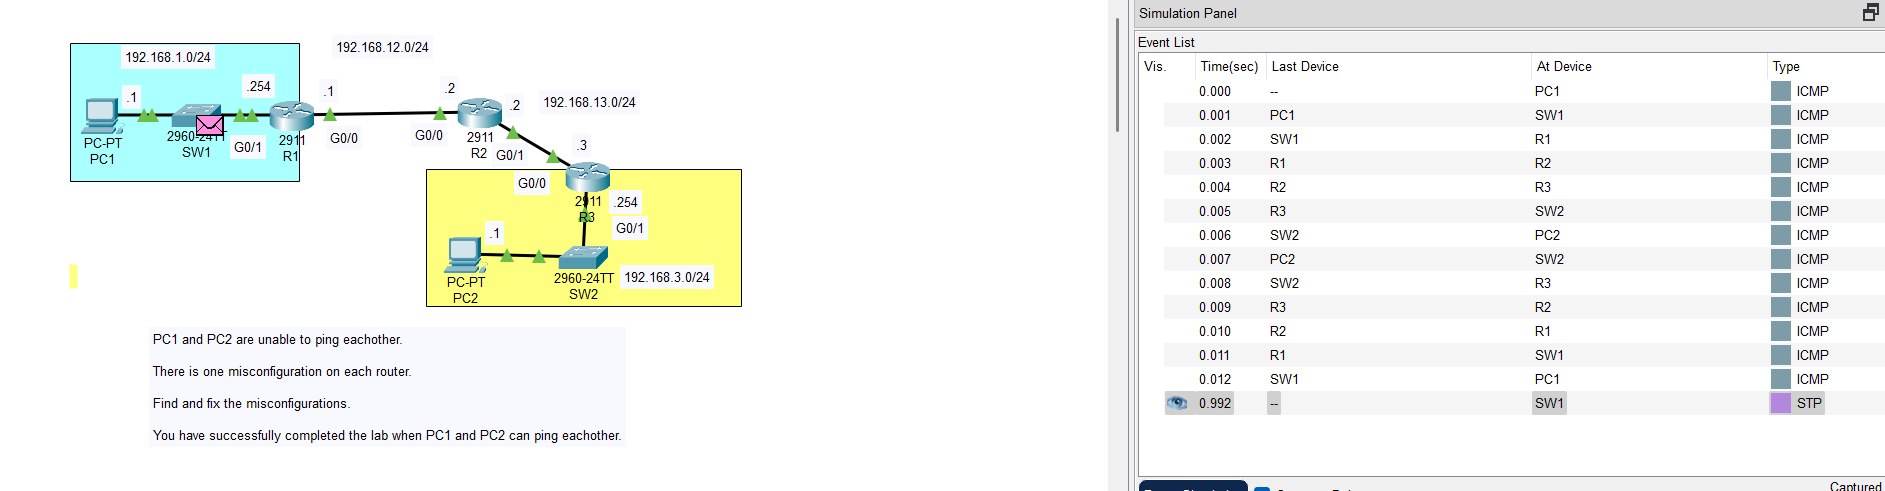 Simulation Panel
Event List
Vis. Time(sec) Last Device At Device Type
0.000 -- PC1 ICMP
0.001 PC1 SW1 ICMP
0.002 SW1 R1 ICMP
0.003 R1 R2 ICMP
0.004 R2 R3 ICMP
0.005 R3 SW2 ICMP
0.006 SW2 PC2 ICMP
0.007 PC2 SW2 ICMP
0.008 SW2 R3 ICMP
0.009 R3 R2 ICMP
0.010 R2 R1 ICMP
0.011 R1 SW1 ICMP
0.012 SW1 PC1 ICMP
0.992 -- SW1 STP
Captured
192.168.1.0/24
192.168.12.0/24
.1
.254
.1
.2
.2
192.168.13.0/24
PC-PT
PC1
SW1
G0/1
2911
R1
G0/0
G0/0
2911
R2
G0/1
.3
G0/0
2911
R3
.254
G0/1
.1
PC-PT
PC2
2960-24TT
SW2
192.168.3.0/24
PC1 and PC2 are unable to ping eachother.
There is one misconfiguration on each router.
Find and fix the misconfigurations.
You have successfully completed the lab when PC1 and PC2 can ping eachother.